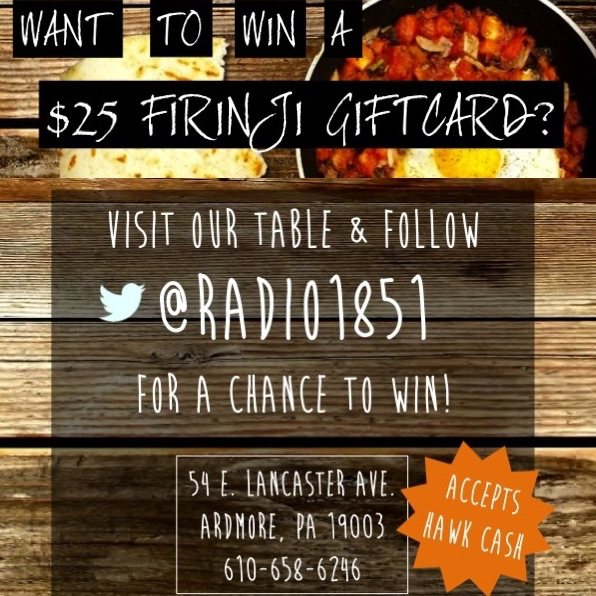 WANT TO WIN A
$25 FIRINJI GIFTCARD?
VISIT OUR TABLE & FOLLOW
@RADIO1851
FOR A CHANCE TO WIN!
54 E. LANCASTER AVE.
ARDMORE, PA 19003
610-658-6246
ACCEPTS
HAWK CASH